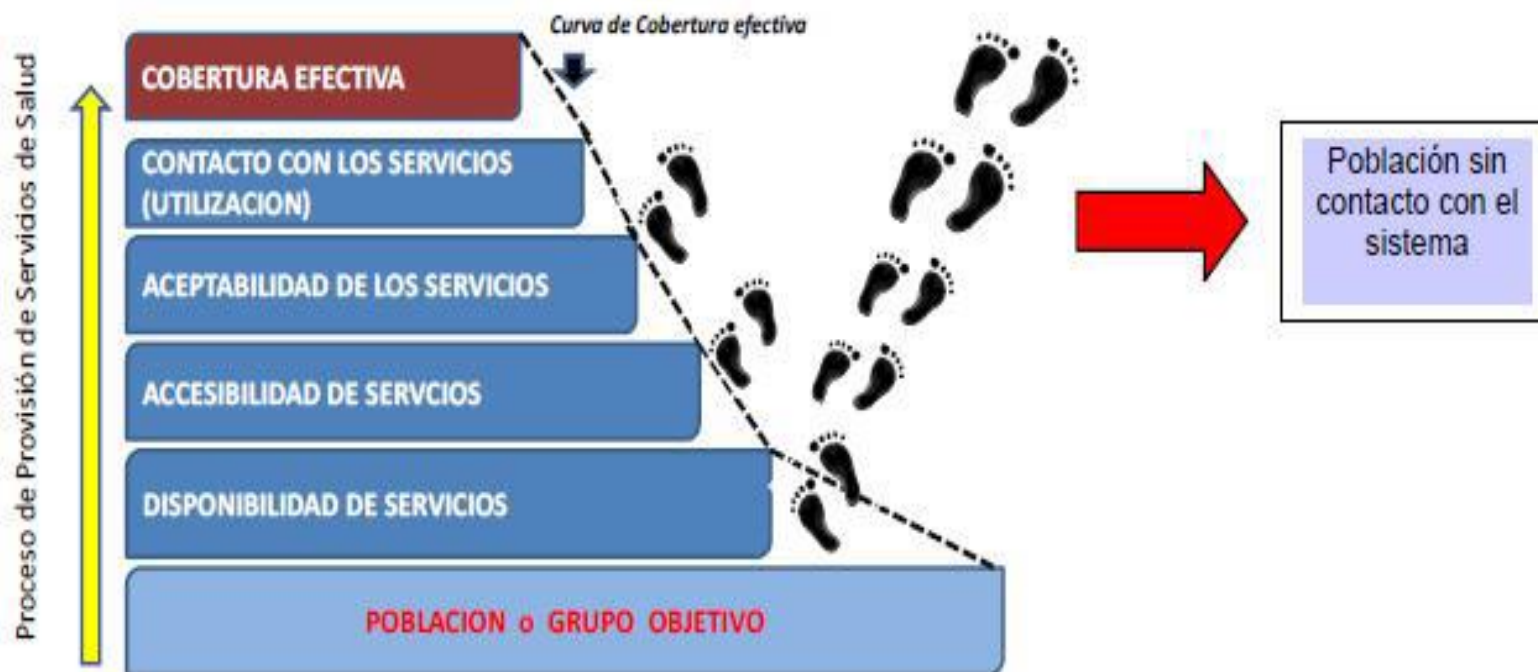 Curva de Cobertura efectiva
Proceso de Provisión de Servidos de Salud
COBERTURA EFECTIVA
CONTACTO CON LOS SERVICIOS
(UTILIZACION)
ACEPTABILIDAD DE LOS SERVICIOS
ACCESIBILIDAD DE SERVCIOS
DISPONIBILIDAD DE SERVICIOS
POBLACION o GRUPO OBJETIVO
Población sin
contacto con el
sistema